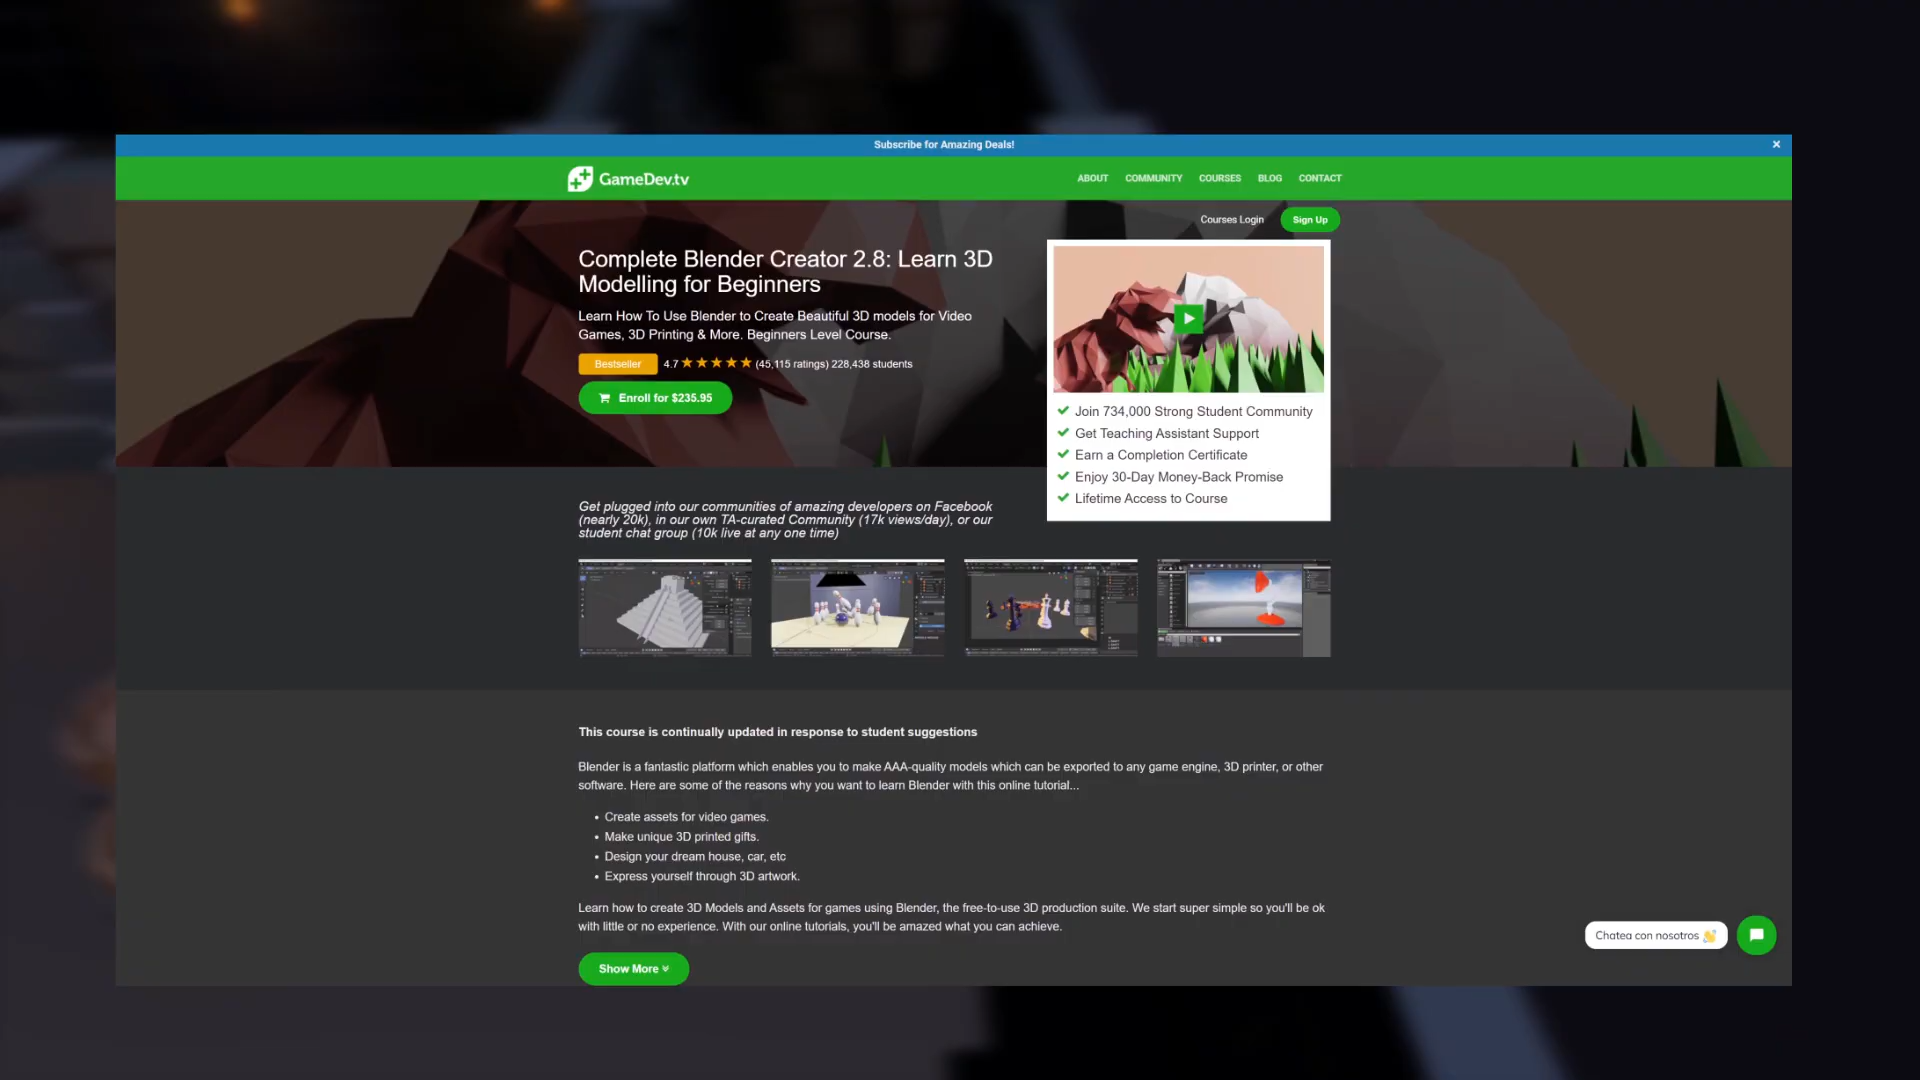 Subscribe for Amazing Deals!
GameDev.tv
ABOUT COMMUNITY COURSES BLOG CONTACT
Courses Login Sign Up
Complete Blender Creator 2.8: Learn 3D
Modelling for Beginners
Learn How To Use Blender to Create Beautiful 3D models for Video
Games, 3D Printing & More. Beginners Level Course.
Bestseller 4.7 (45,115 ratings) 228,438 students
Enroll for $235.95
Join 734,000 Strong Student Community
Get Teaching Assistant Support
Earn a Completion Certificate
Enjoy 30-Day Money-Back Promise
Lifetime Access to Course
Get plugged into our communities of amazing developers on Facebook
(nearly 20k), in our own TA-curated Community (17k views/day), or our
student chat group (10k live at any one time)
This course is continually updated in response to student suggestions
Blender is a fantastic platform which enables you to make AAA-quality models which can be exported to any game engine, 3D printer, or other
software. Here are some of the reasons why you want to learn Blender with this online tutorial...
• Create assets for video games.
• Make unique 3D printed gifts.
• Design your dream house, car, etc
• Express yourself through 3D artwork.
Learn how to create 3D Models and Assets for games using Blender, the free-to-use 3D production suite. We start super simple so you'll be ok
with little or no experience. With our online tutorials, you'll be amazed what you can achieve.
Show More
Chatea con nosotros 👋